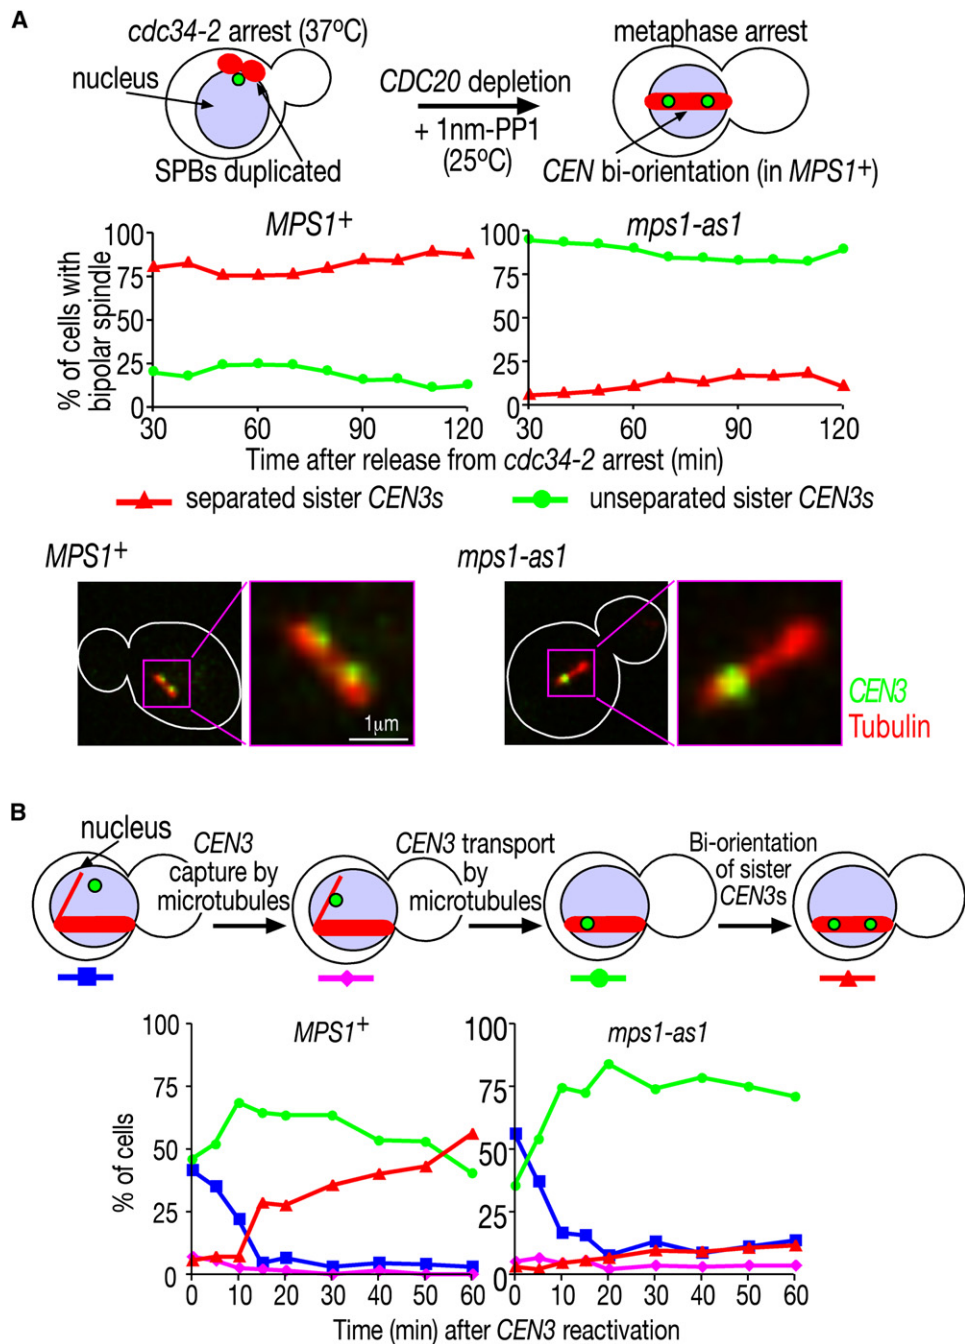 A
cdc34-2 arrest (37ºC)
metaphase arrest
nucleus
CDC20 depletion
+ 1nm-PP1
(25ºC)
SPBs duplicated
CEN bi-orientation (in MPS1+)
MPS1+
mps1-as1
% of cells with
bipolar spindle
100
75
50
25
0
100
75
50
25
0
30
60
90
120
30
60
90
120
Time after release from cdc34-2 arrest (min)
separated sister CEN3s
unseparated sister CEN3s
MPS1+
mps1-as1
1µm
CEN3
Tubulin
B
nucleus
CEN3
capture by
microtubules
CEN3 transport
by
microtubules
Bi-orientation
of sister
CEN3s
MPS1+
mps1-as1
% of cells
100
75
50
25
0
100
75
50
25
0
0 10 20 30 40 50 60
0 10 20 30 40 50 60
Time (min) after CEN3 reactivation